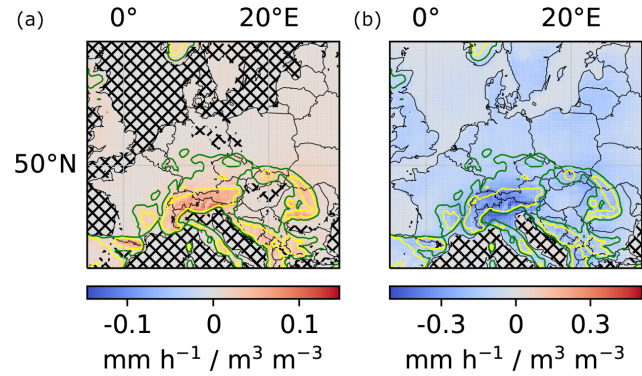 (a) 0° 20°E (b) 0° 20°E
50°N
-0.1 0 0.1 -0.3 0 0.3
mm h⁻¹ / m³ m⁻³ mm h⁻¹ / m³ m⁻³